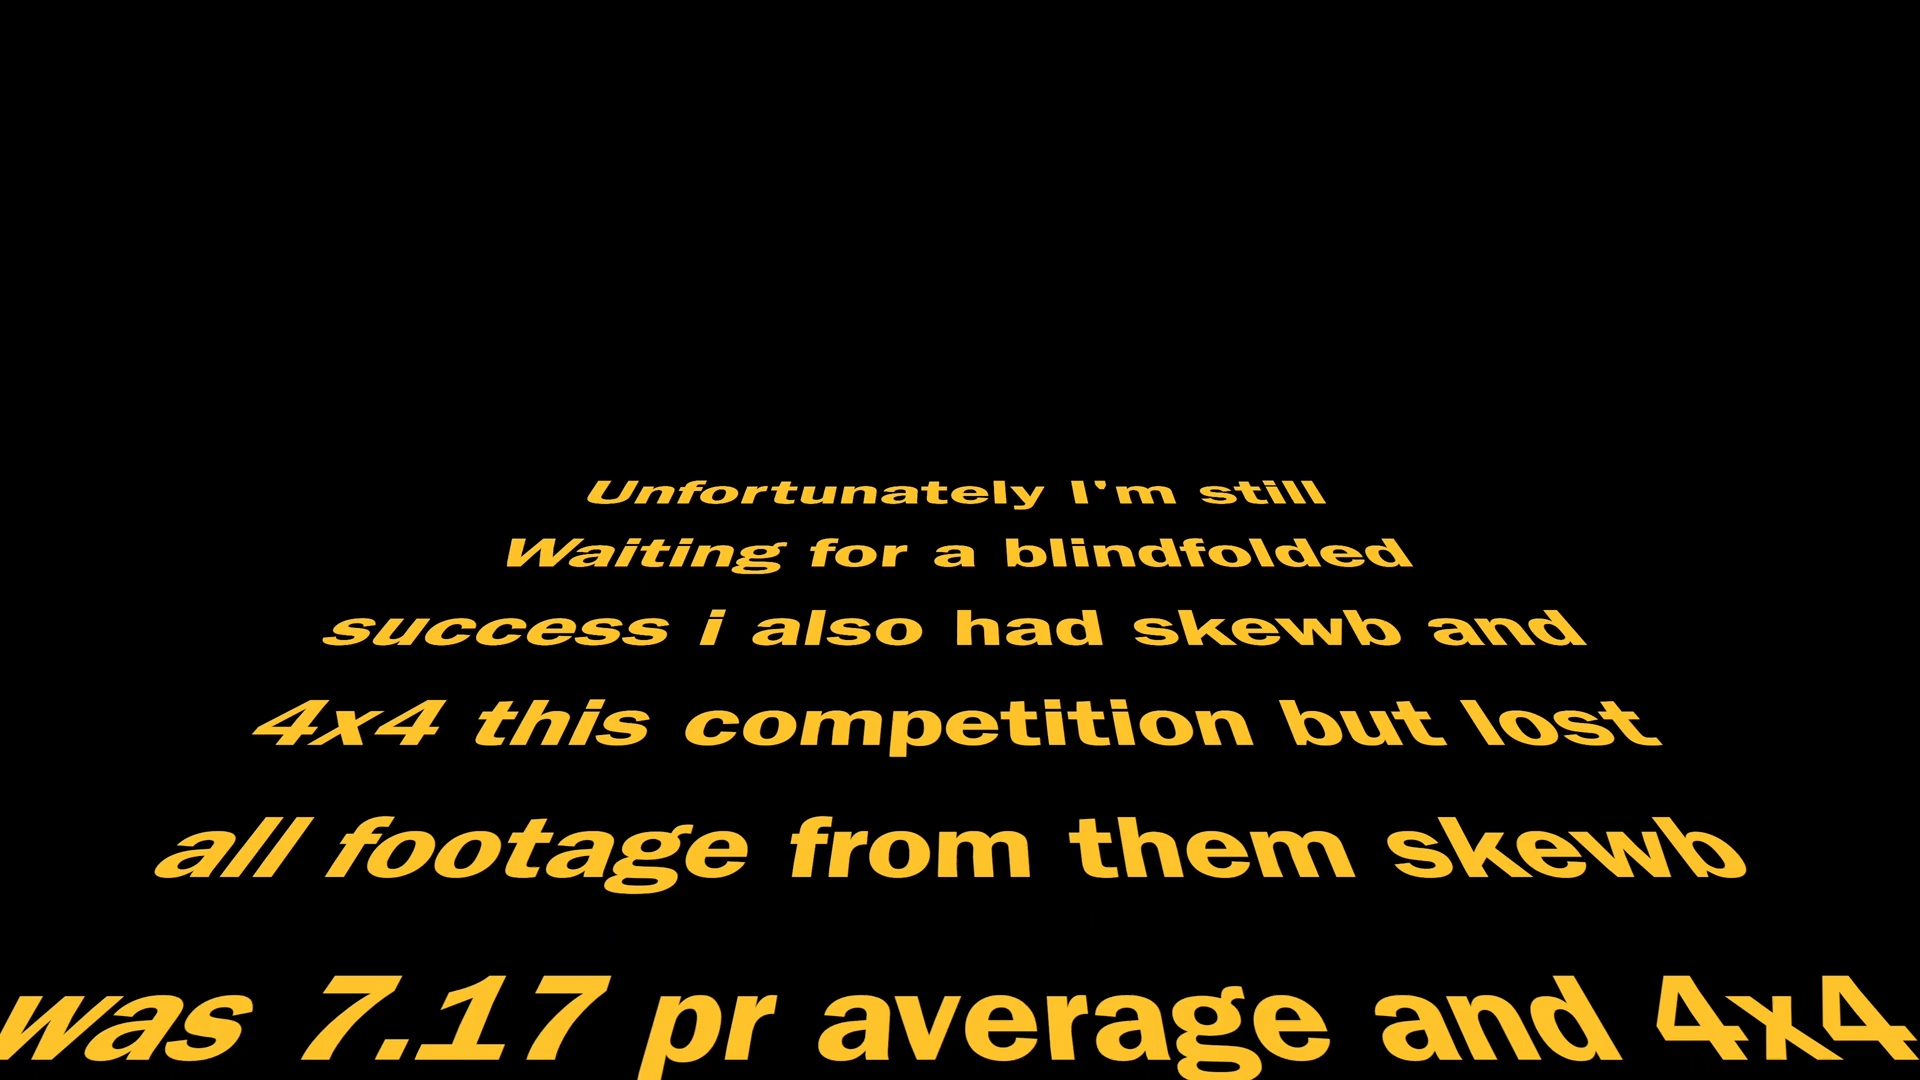 Unfortunately I'm still
Waiting for a blindfolded
success i also had skewb and
4x4 this competition but lost
all footage from them skewb
was 7.17 pr average and 4x4